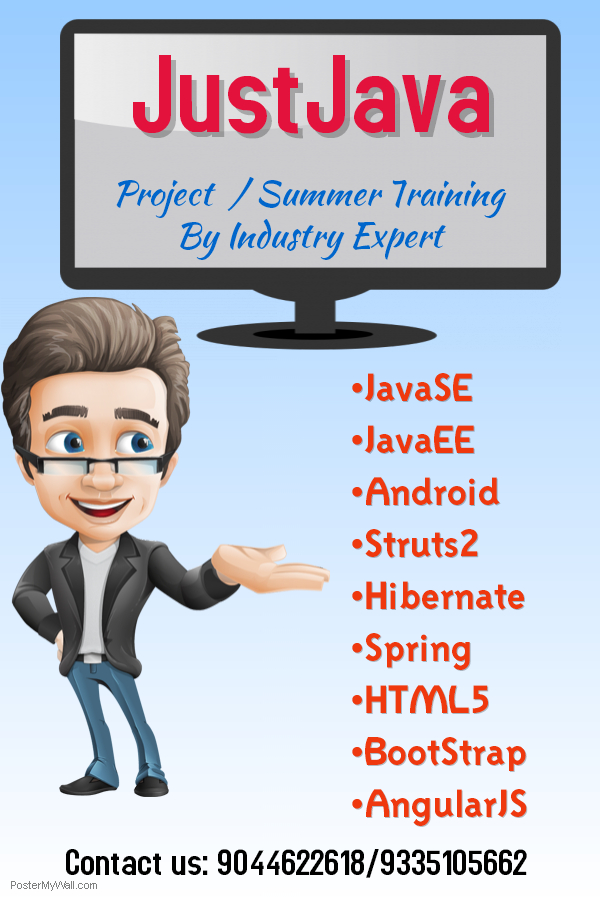 JustJava
Project / Summer Training
By Industry Expert
•JavaSE
•JavaEE
•Android
•Struts2
•Hibernate
•Spring
•HTML5
•BootStrap
•AngularJS
Contact us: 9044622618/9335105662
PosterMyWall.com